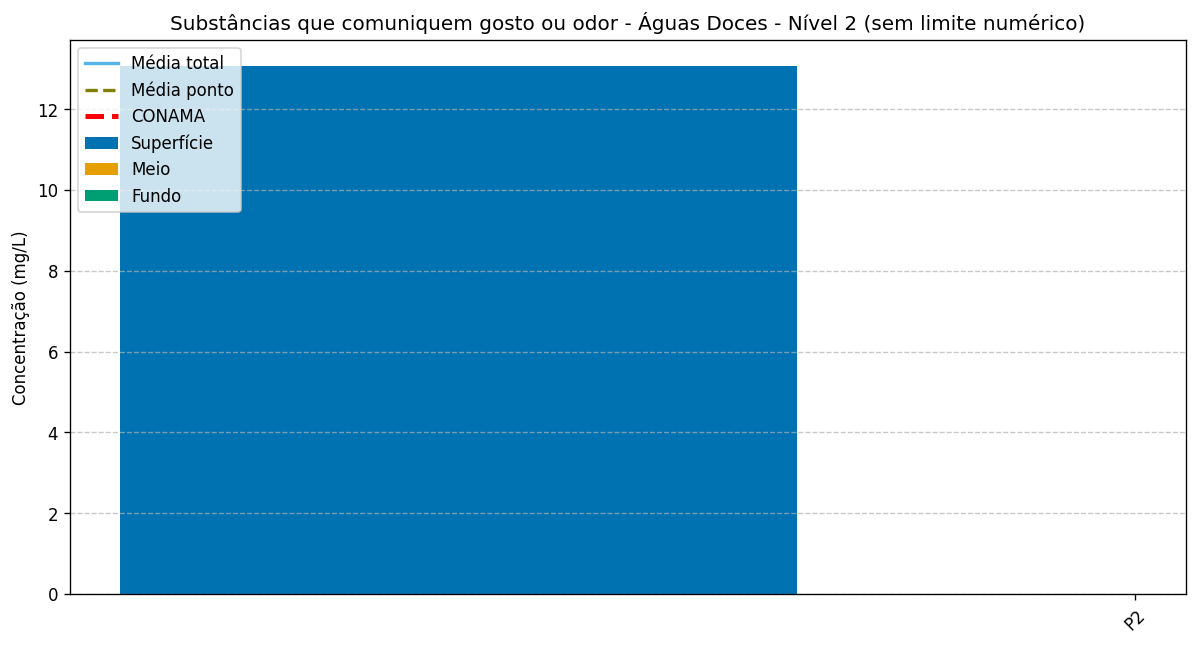 Substâncias que comuniquem gosto ou odor - Águas Doces - Nível 2 (sem limite numérico)
Média total
Média ponto
CONAMA
Superfície
Meio
Fundo
Concentração (mg/L)
12
10
8
6
4
2
0
P2